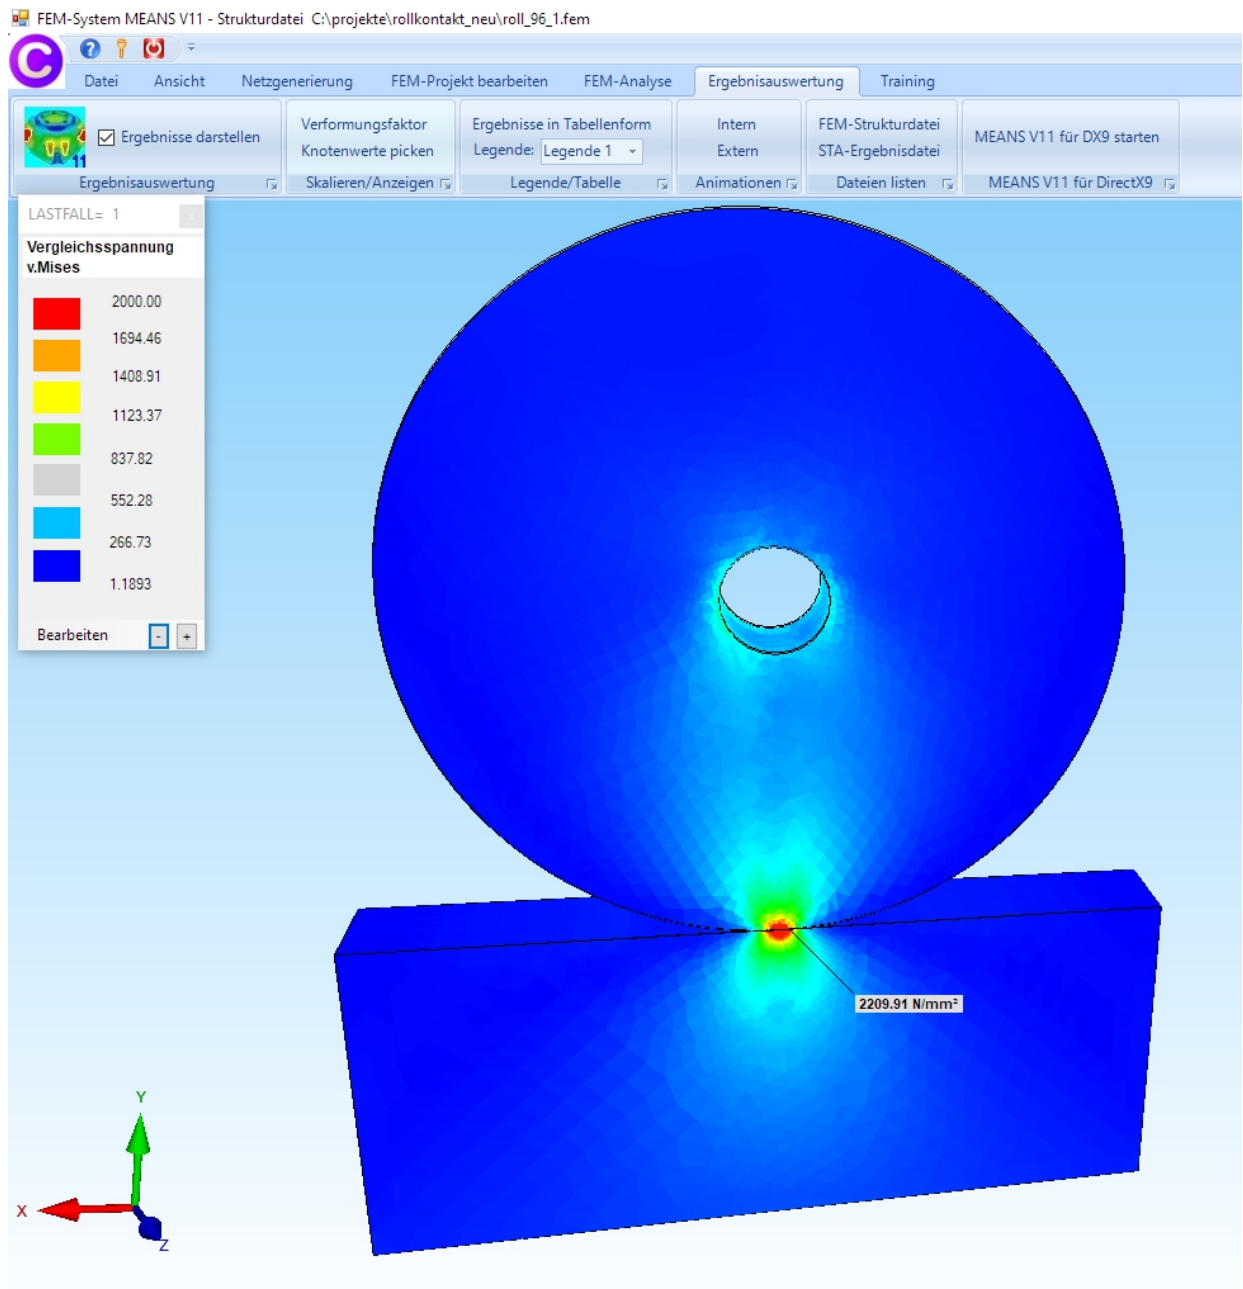 FEM-System MEANS V11 - Strukturdatei C:\projekte\rollkontakt_neu\roll_96_1.fem
C
?
Datei Ansicht Netzgenerierung FEM-Projekt bearbeiten FEM-Analyse Ergebnisauswertung Training
11
Ergebnisse darstellen
Ergebnisauswertung
Verformungsfaktor
Knotenwerte picken
Skalieren/Anzeigen
Ergebnisse in Tabellenform
Legende: Legende 1
Legende/Tabelle
Intern
Extern
Animationen
FEM-Strukturdatei
STA-Ergebnisdatei
Dateien listen
MEANS V11 für DX9 starten
MEANS V11 für DirectX9
LASTFALL= 1
x
Vergleichsspannung
v.Mises
2000.00
1694.46
1408.91
1123.37
837.82
552.28
266.73
1.1893
Bearbeiten - +
2209.91 N/mm²
Y
X
Z